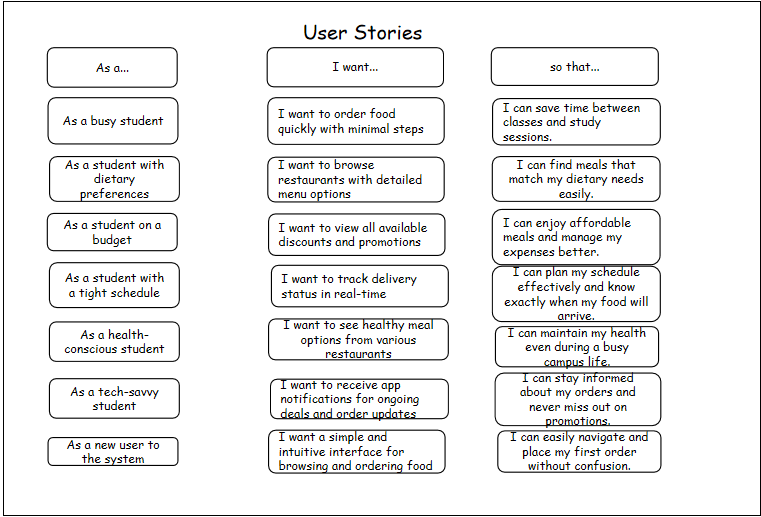 User Stories
As a...
I want...
so that...
As a busy student
I want to order food
quickly with minimal steps
I can save time between
classes and study
sessions.
As a student with
dietary
preferences
I want to browse
restaurants with detailed
menu options
I can find meals that
match my dietary needs
easily.
As a student on a
budget
I want to view all available
discounts and promotions
I can enjoy affordable
meals and manage my
expenses better.
As a student with
a tight schedule
I want to track delivery
status in real-time
I can plan my schedule
effectively and know
exactly when my food will
arrive.
As a health-
conscious student
I want to see healthy meal
options from various
restaurants
I can maintain my health
even during a busy
campus life.
As a tech-savvy
student
I want to receive app
notifications for ongoing
deals and order updates
I can stay informed
about my orders and
never miss out on
promotions.
As a new user to
the system
I want a simple and
intuitive interface for
browsing and ordering food
I can easily navigate and
place my first order
without confusion.